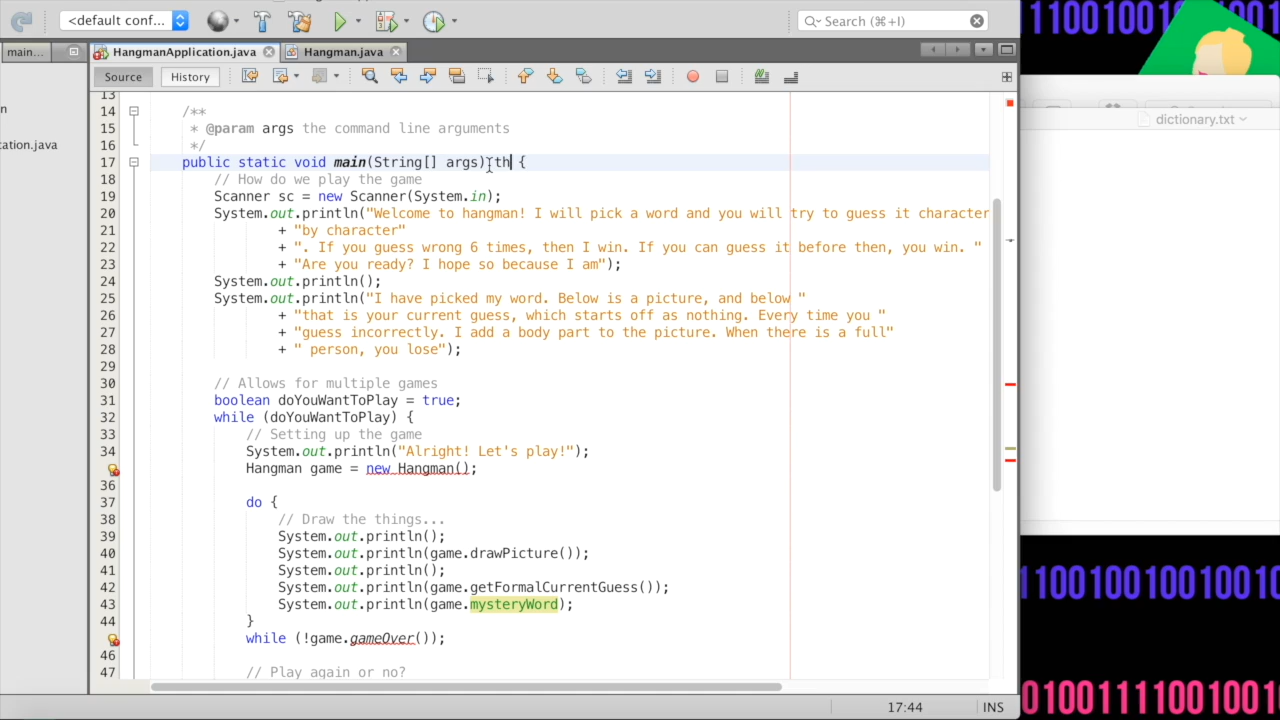 <default conf...
Search (⌘+I)
main...
HangmanApplication.java
Hangman.java
Source
History
n
cation.java
dictionary.txt
13
14 /**
15 * @param args the command line arguments
16 */
17 public static void main(String[] args) th {
18 // How do we play the game
19 Scanner sc = new Scanner(System.in);
20 System.out.println("Welcome to hangman! I will pick a word and you will try to guess it character
21 + "by character"
22 + ". If you guess wrong 6 times, then I win. If you can guess it before then, you win. "
23 + "Are you ready? I hope so because I am");
24 System.out.println();
25 System.out.println("I have picked my word. Below is a picture, and below "
26 + "that is your current guess, which starts off as nothing. Every time you "
27 + "guess incorrectly. I add a body part to the picture. When there is a full"
28 + " person, you lose");
29
30 // Allows for multiple games
31 boolean doYouWantToPlay = true;
32 while (doYouWantToPlay) {
33 // Setting up the game
34 System.out.println("Alright! Let's play!");
Hangman game = new Hangman();
36
37 do {
38 // Draw the things...
39 System.out.println();
40 System.out.println(game.drawPicture());
41 System.out.println();
42 System.out.println(game.getFormalCurrentGuess());
43 System.out.println(game.mysteryWord);
44 }
while (!game.gameOver());
46
47 // Play again or no?
17:44
INS
1100100
1100100100010
0100111100100